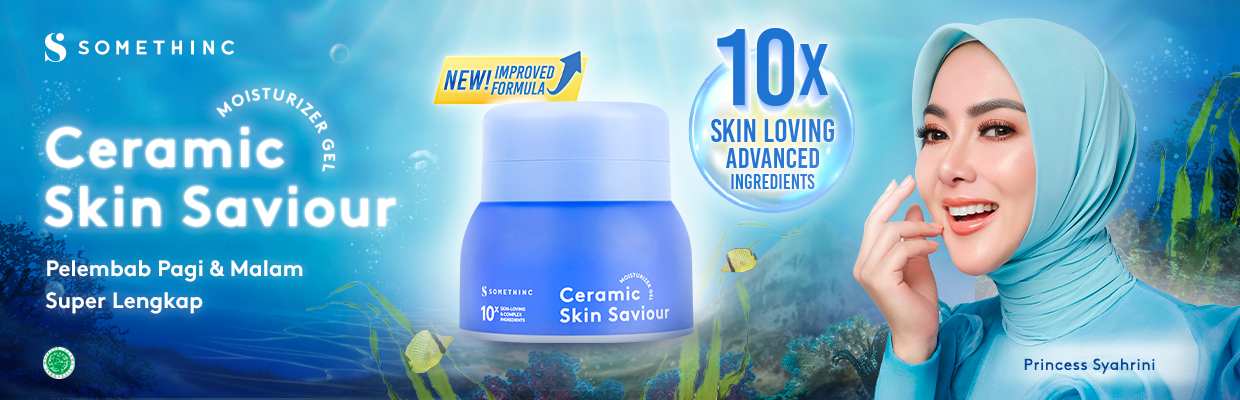 SOMETHINC
MOISTURIZER GEL
Ceramic
Skin Saviour
Pelembab Pagi & Malam
Super Lengkap
NEW! IMPROVED
FORMULA
SOMETHINC
10X SKIN-LOVING
& COMPLEX
INGREDIENTS
MOISTURIZER GEL
Ceramic
Skin Saviour
10X
SKIN LOVING
ADVANCED
INGREDIENTS
Princess Syahrini